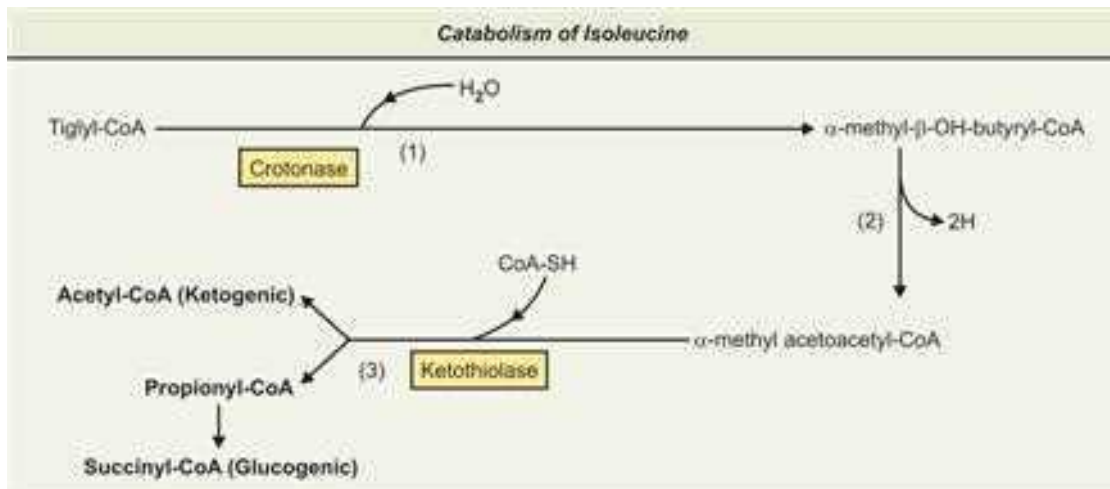 Catabolism of Isoleucine
H₂O
Tiglyl-CoA
α-methyl-β-OH-butyryl-CoA
(1)
Crotonase
(2)
2H
CoA-SH
Acetyl-CoA (Ketogenic)
α-methyl acetoacetyl-CoA
(3)
Ketothiolase
Propionyl-CoA
Succinyl-CoA (Glucogenic)